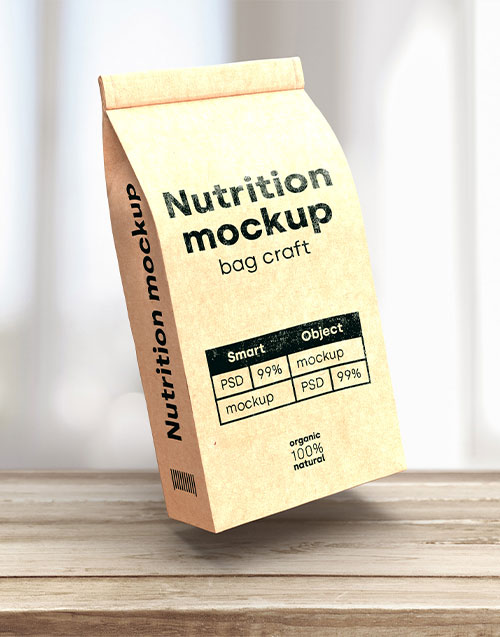 Nutrition
mockup
bag craft
Smart Object
PSD 99% mockup
mockup PSD 99%
organic
100%
natural
Nutrition mockup